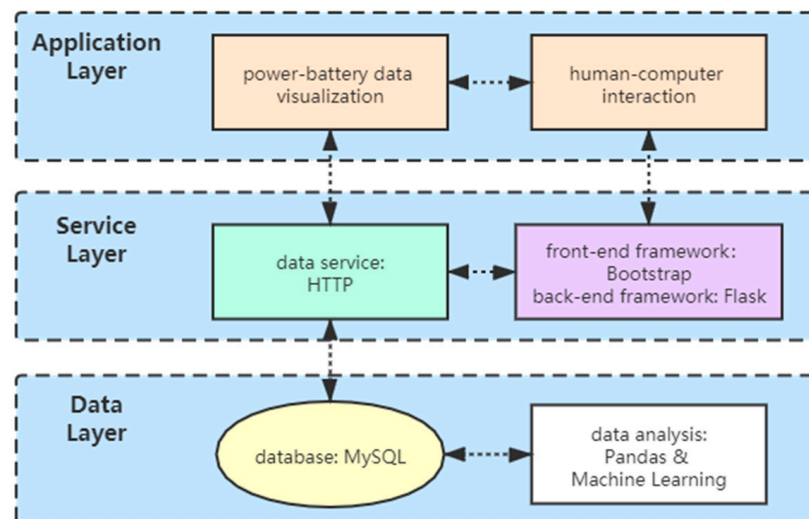 Application
Layer
power-battery data
visualization
human-computer
interaction
Service
Layer
data service:
HTTP
front-end framework:
Bootstrap
back-end framework: Flask
Data
Layer
database: MySQL
data analysis:
Pandas &
Machine Learning